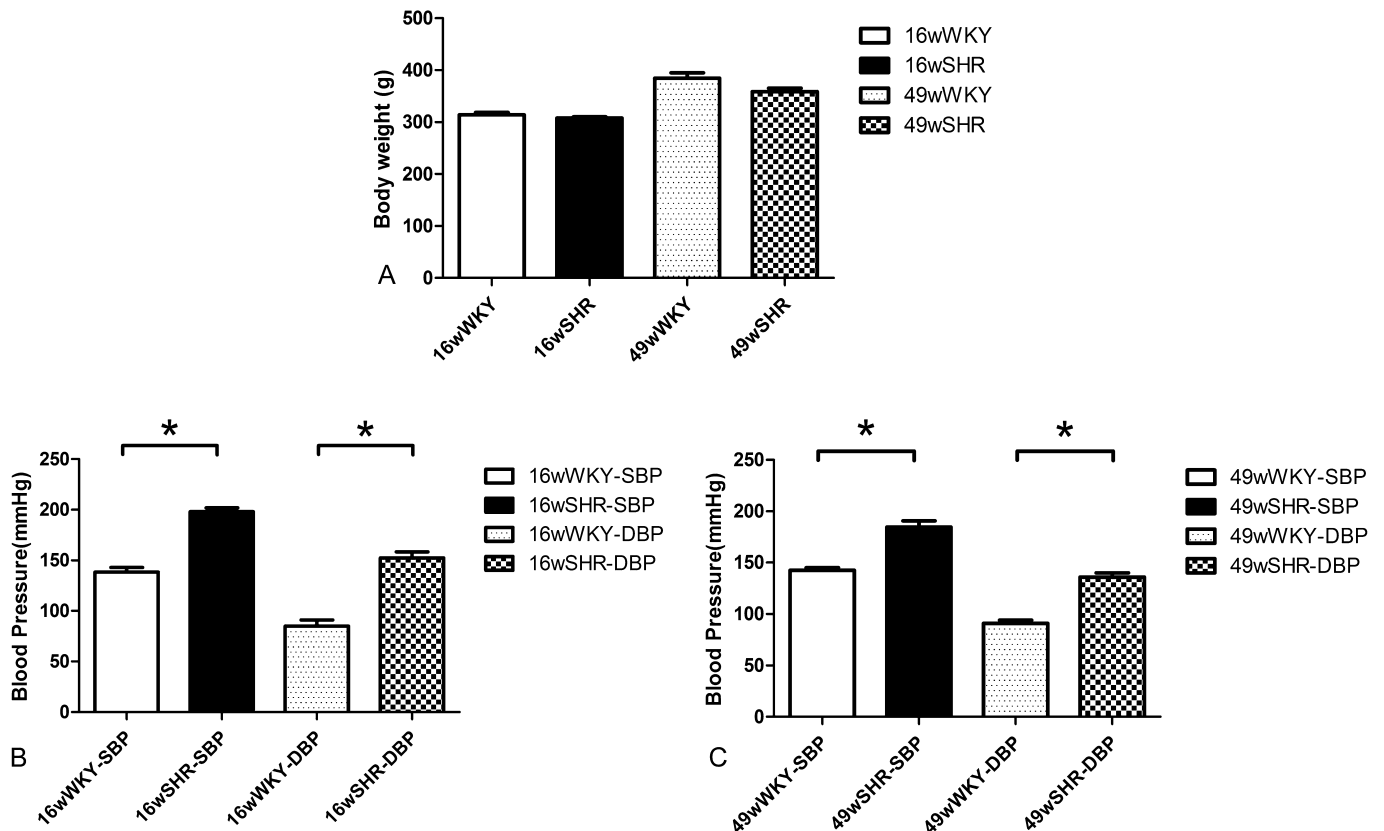 500
400
300
200
100
0
Body weight (g)
A
16wWKY
16wSHR
49wWKY
49wSHR
16wWKY
16wSHR
49wWKY
49wSHR
* *
250
200
150
100
50
0
Blood Pressure(mmHg)
B
16wWKY-SBP
16wSHR-SBP
16wWKY-DBP
16wSHR-DBP
16wWKY-SBP
16wSHR-SBP
16wWKY-DBP
16wSHR-DBP
* *
250
200
150
100
50
0
Blood Pressure(mmHg)
C
49wWKY-SBP
49wSHR-SBP
49wWKY-DBP
49wSHR-DBP
49wWKY-SBP
49wSHR-SBP
49wWKY-DBP
49wSHR-DBP